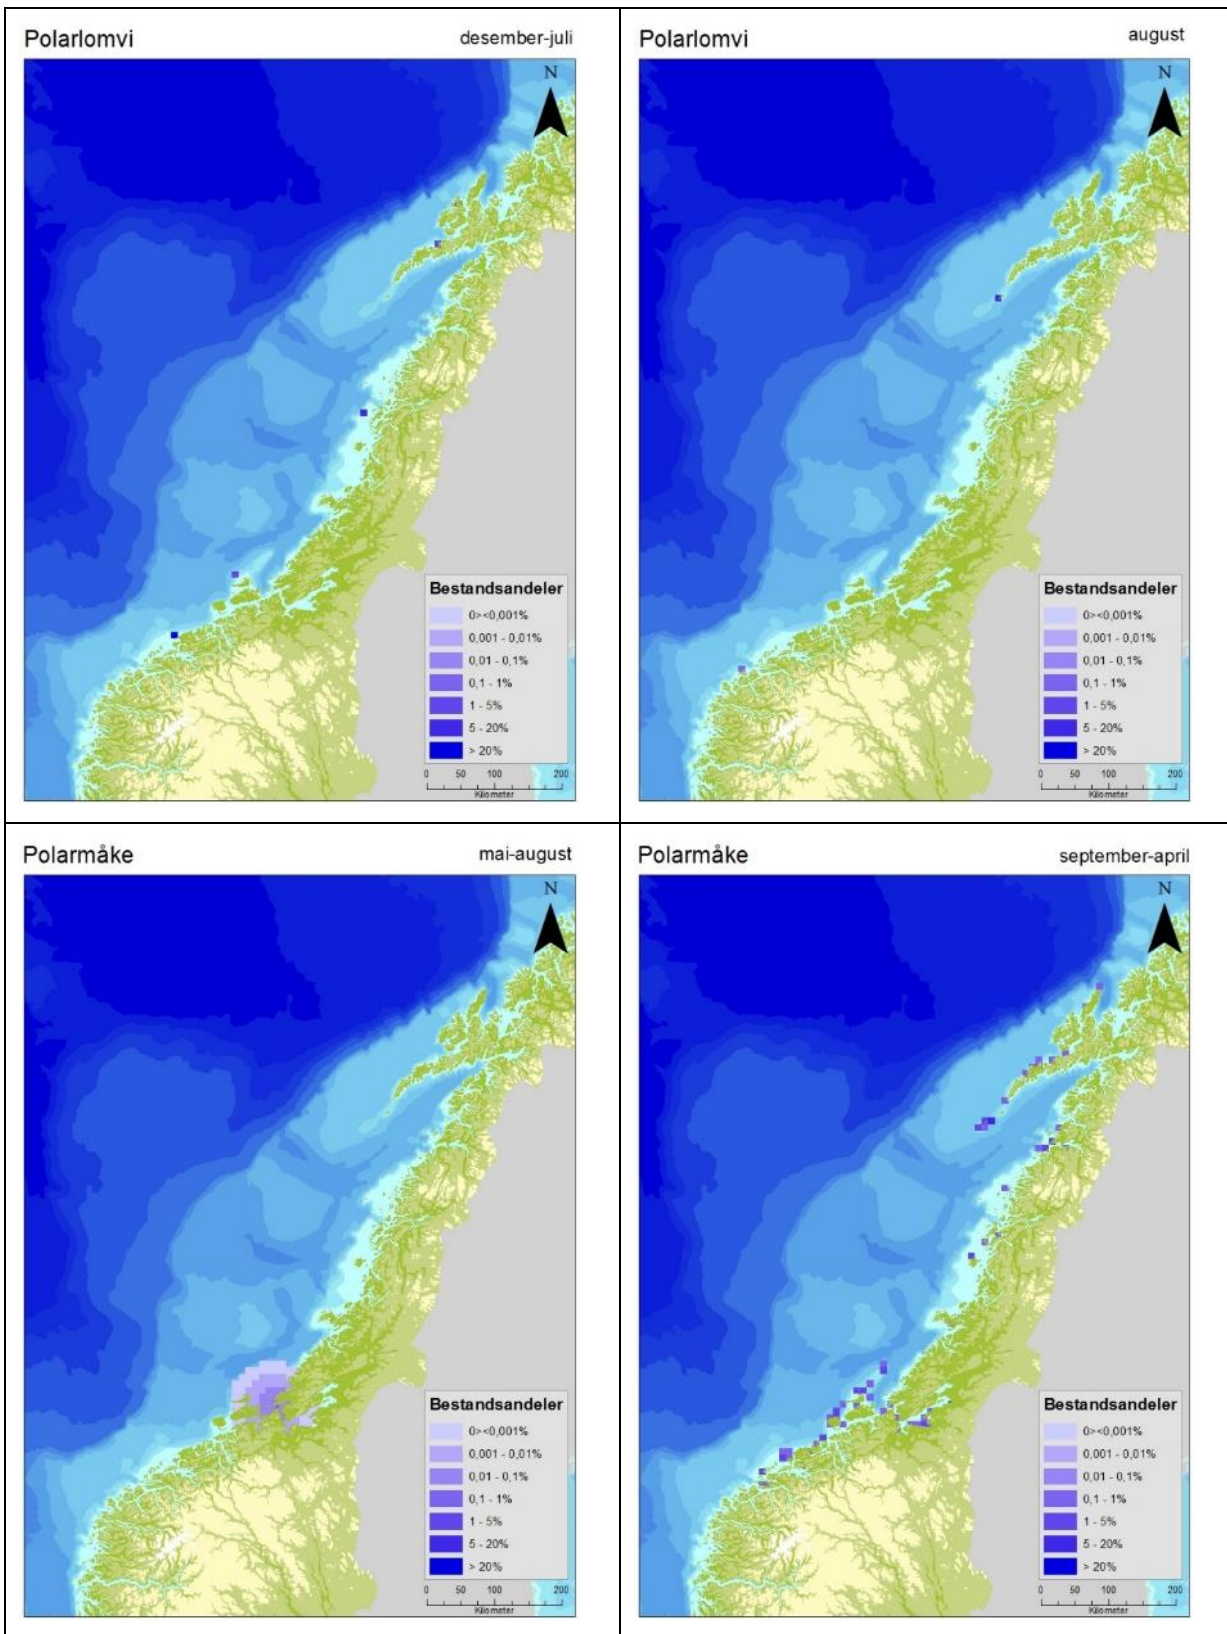 Polarlomvi desember-juli
N
Bestandsandeler
0><0,001%
0,001 - 0,01%
0,01 - 0,1%
0,1 - 1%
1 - 5%
5 - 20%
> 20%
0 50 100 200
Kilometer
Polarlomvi august
N
Bestandsandeler
0><0,001%
0,001 - 0,01%
0,01 - 0,1%
0,1 - 1%
1 - 5%
5 - 20%
> 20%
0 50 100 200
Kilometer
Polarmåke mai-august
N
Bestandsandeler
0><0,001%
0,001 - 0,01%
0,01 - 0,1%
0,1 - 1%
1 - 5%
5 - 20%
> 20%
0 50 100 200
Kilometer
Polarmåke september-april
N
Bestandsandeler
0><0,001%
0,001 - 0,01%
0,01 - 0,1%
0,1 - 1%
1 - 5%
5 - 20%
> 20%
0 50 100 200
Kilometer